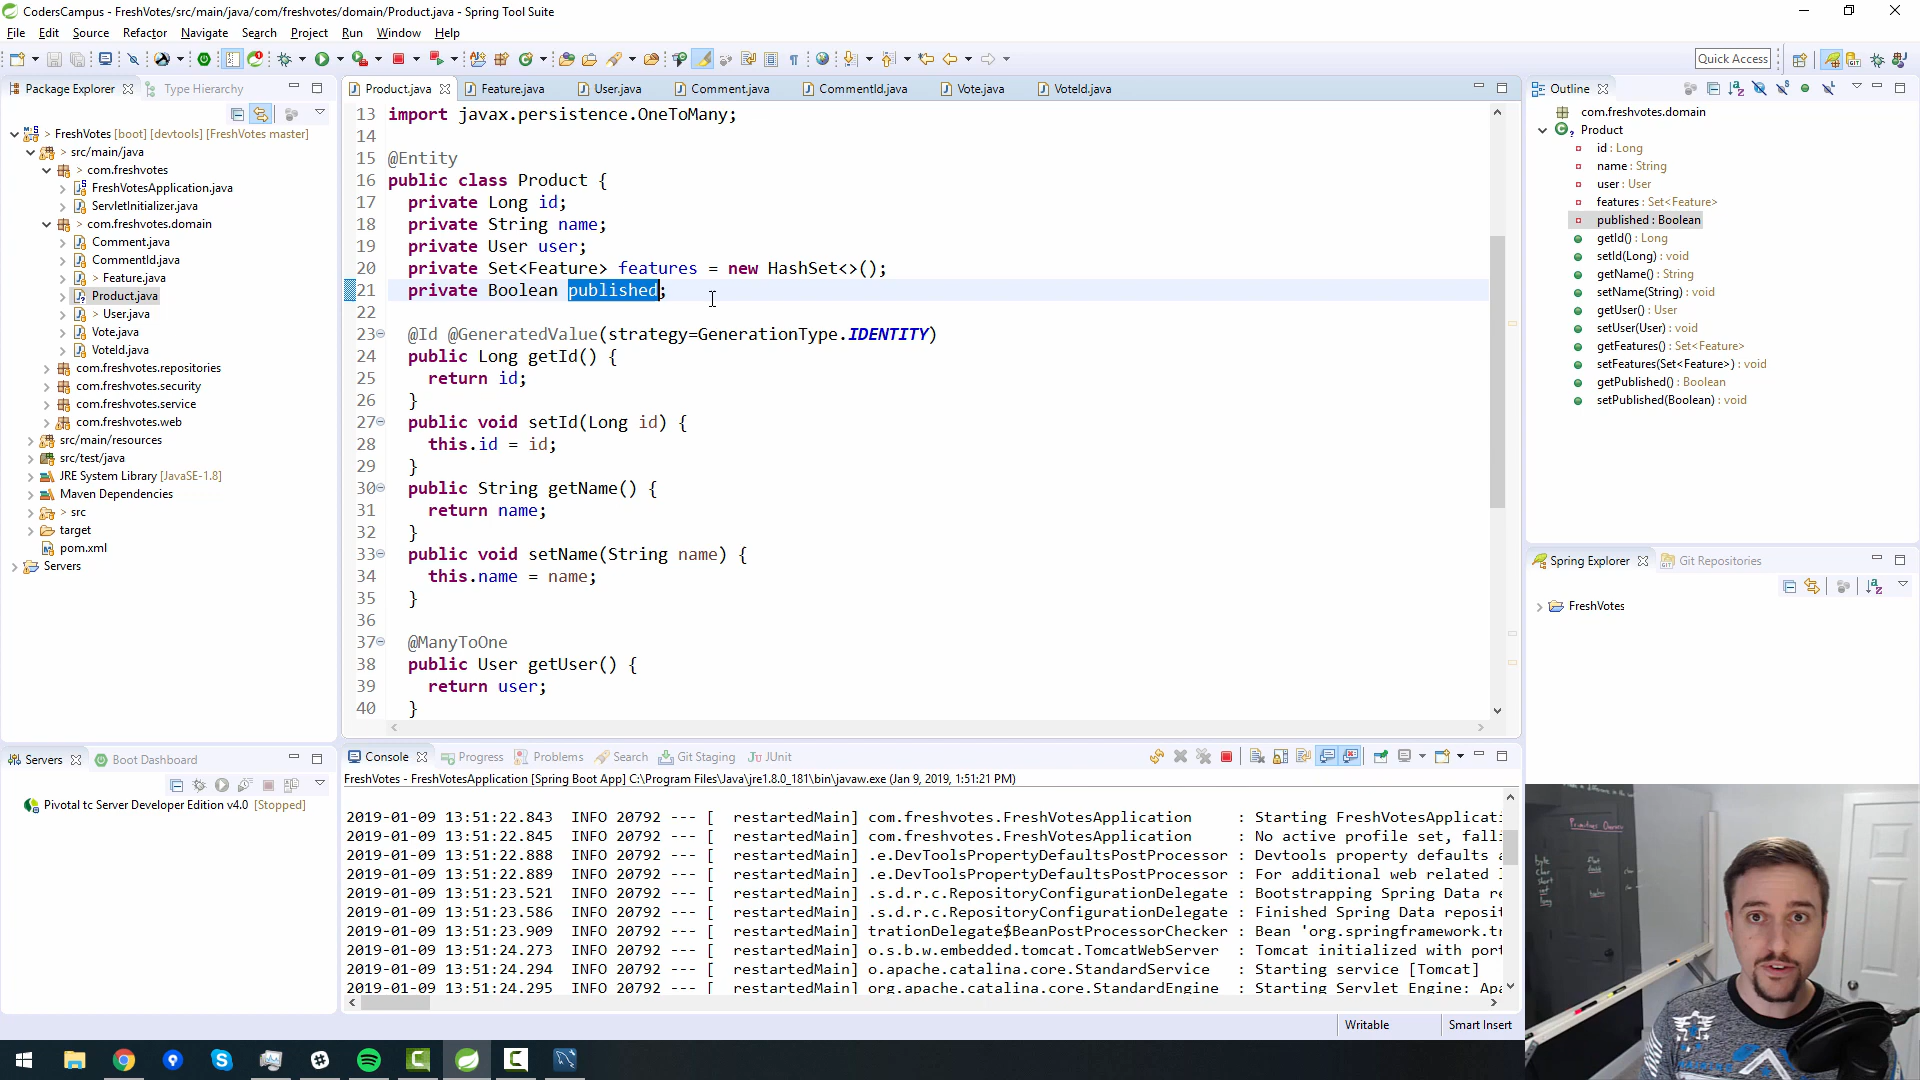 CodersCampus - FreshVotes/src/main/java/com/freshvotes/domain/Product.java - Spring Tool Suite
File Edit Source Refactor Navigate Search Project Run Window Help
Quick Access
Package Explorer Type Hierarchy
> FreshVotes [boot] [devtools] [FreshVotes master]
> src/main/java
> com.freshvotes
FreshVotesApplication.java
ServletInitializer.java
> com.freshvotes.domain
Comment.java
CommentId.java
> Feature.java
Product.java
> User.java
Vote.java
VoteId.java
com.freshvotes.repositories
com.freshvotes.security
com.freshvotes.service
com.freshvotes.web
src/main/resources
src/test/java
JRE System Library [JavaSE-1.8]
Maven Dependencies
> src
target
pom.xml
Servers
Product.java Feature.java User.java Comment.java CommentId.java Vote.java VoteId.java
13 import javax.persistence.OneToMany;
14
15 @Entity
16 public class Product {
17 private Long id;
18 private String name;
19 private User user;
20 private Set<Feature> features = new HashSet<>();
21 private Boolean published;
22
23 @Id @GeneratedValue(strategy=GenerationType.IDENTITY)
24 public Long getId() {
25 return id;
26 }
27 public void setId(Long id) {
28 this.id = id;
29 }
30 public String getName() {
31 return name;
32 }
33 public void setName(String name) {
34 this.name = name;
35 }
36
37 @ManyToOne
38 public User getUser() {
39 return user;
40 }
Outline
com.freshvotes.domain
Product
id : Long
name : String
user : User
features : Set<Feature>
published : Boolean
getId() : Long
setId(Long) : void
getName() : String
setName(String) : void
getUser() : User
setUser(User) : void
getFeatures() : Set<Feature>
setFeatures(Set<Feature>) : void
getPublished() : Boolean
setPublished(Boolean) : void
Spring Explorer Git Repositories
FreshVotes
Servers Boot Dashboard
Pivotal tc Server Developer Edition v4.0 [Stopped]
Console Progress Problems Search Git Staging JUnit
FreshVotes - FreshVotesApplication [Spring Boot App] C:\Program Files\Java\jre1.8.0_181\bin\javaw.exe (Jan 9, 2019, 1:51:21 PM)
2019-01-09 13:51:22.843 INFO 20792 --- [ restartedMain] com.freshvotes.FreshVotesApplication : Starting FreshVotesApplicati
2019-01-09 13:51:22.845 INFO 20792 --- [ restartedMain] com.freshvotes.FreshVotesApplication : No active profile set, falli
2019-01-09 13:51:22.888 INFO 20792 --- [ restartedMain] .e.DevToolsPropertyDefaultsPostProcessor : Devtools property defaults a
2019-01-09 13:51:22.889 INFO 20792 --- [ restartedMain] .e.DevToolsPropertyDefaultsPostProcessor : For additional web related l
2019-01-09 13:51:23.521 INFO 20792 --- [ restartedMain] .s.d.r.c.RepositoryConfigurationDelegate : Bootstrapping Spring Data re
2019-01-09 13:51:23.586 INFO 20792 --- [ restartedMain] .s.d.r.c.RepositoryConfigurationDelegate : Finished Spring Data reposit
2019-01-09 13:51:23.909 INFO 20792 --- [ restartedMain] trationDelegate$BeanPostProcessorChecker : Bean 'org.springframework.tr
2019-01-09 13:51:24.273 INFO 20792 --- [ restartedMain] o.s.b.w.embedded.tomcat.TomcatWebServer : Tomcat initialized with port
2019-01-09 13:51:24.294 INFO 20792 --- [ restartedMain] o.apache.catalina.core.StandardService : Starting service [Tomcat]
2019-01-09 13:51:24.295 INFO 20792 --- [ restartedMain] org.apache.catalina.core.StandardEngine : Starting Servlet Engine: Apa
Writable Smart Insert